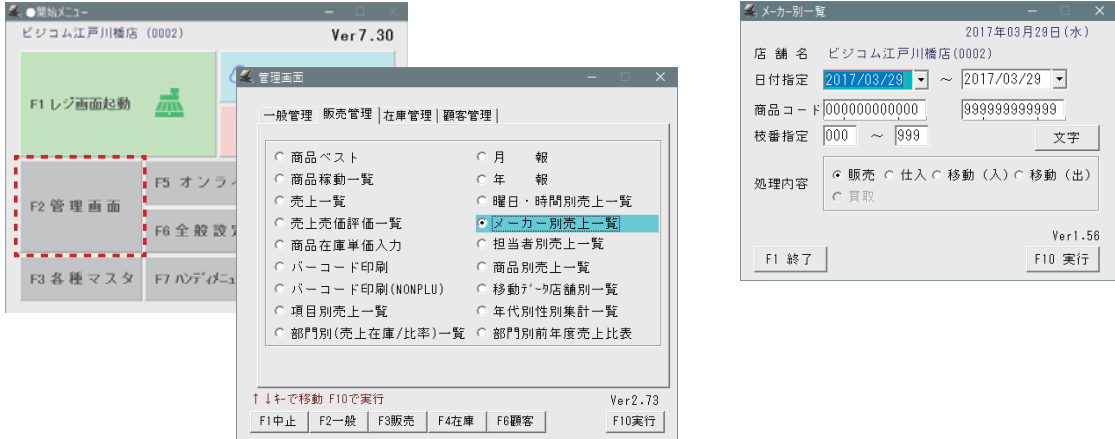 ●開始メニュー
ビジコム江戸川橋店 (0002)
Ver7.30
F1 レジ画面起動
F2 管 理 画 面
F5 オンラ
F6 全 般 設
F3 各 種 マ ス タ
F7 ハンディメニュ
管理画面
一般管理 販売管理 在庫管理 顧客管理
商品ベスト
商品稼動一覧
売上一覧
売上売価評価一覧
商品在庫単価入力
バーコード印刷
バーコード印刷(NONPLU)
項目別売上一覧
部門別(売上在庫/比率)一覧
月 報
年 報
曜日・時間別売上一覧
メーカー別売上一覧
担当者別売上一覧
商品別売上一覧
移動データ店舗別一覧
年代別性別集計一覧
部門別前年度売上比表
↑↓キーで移動 F10で実行
Ver2.73
F1中止 F2一般 F3販売 F4在庫 F6顧客 F10実行
メーカー別一覧
2017年03月29日(水)
店 舗 名 ビジコム江戸川橋店(0002)
日付指定 2017/03/29 ～ 2017/03/29
商品コード 000000000000 999999999999
枝番指定 000 ～ 999 文字
処理内容 販売 仕入 移動 (入) 移動 (出)
買取
Ver1.56
F1 終了 F10 実行